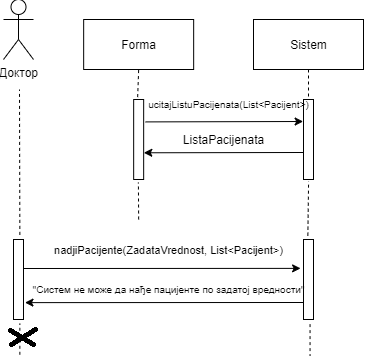 Forma
Sistem
Доктор
ucitajListuPacijenata(List<Pacijent>)
ListaPacijenata
nadjiPacijente(ZadataVrednost, List<Pacijent>)
"Систем не може да нађе пацијенте по задатој вредности"